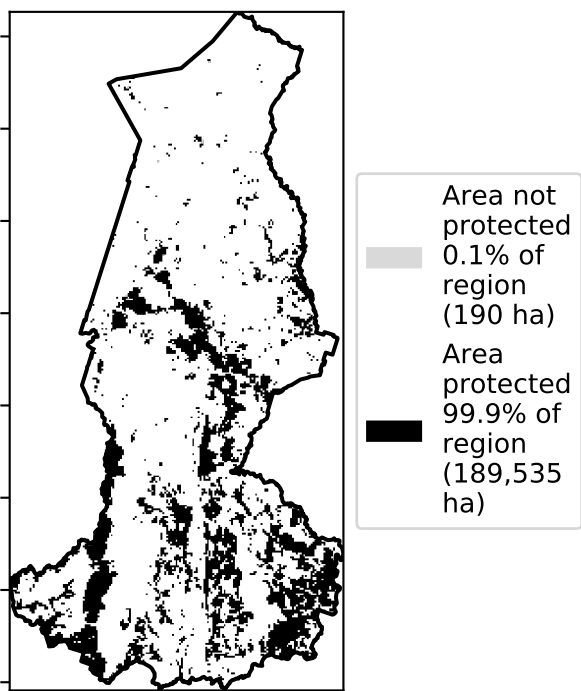 Area not
protected
0.1% of
region
(190 ha)
Area
protected
99.9% of
region
(189,535
ha)